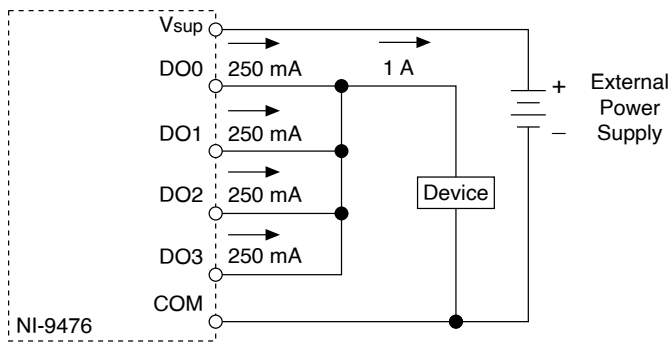 Vsup
DO0
250 mA
1 A
DO1
250 mA
DO2
250 mA
DO3
250 mA
COM
NI-9476
Device
+
–
External
Power
Supply